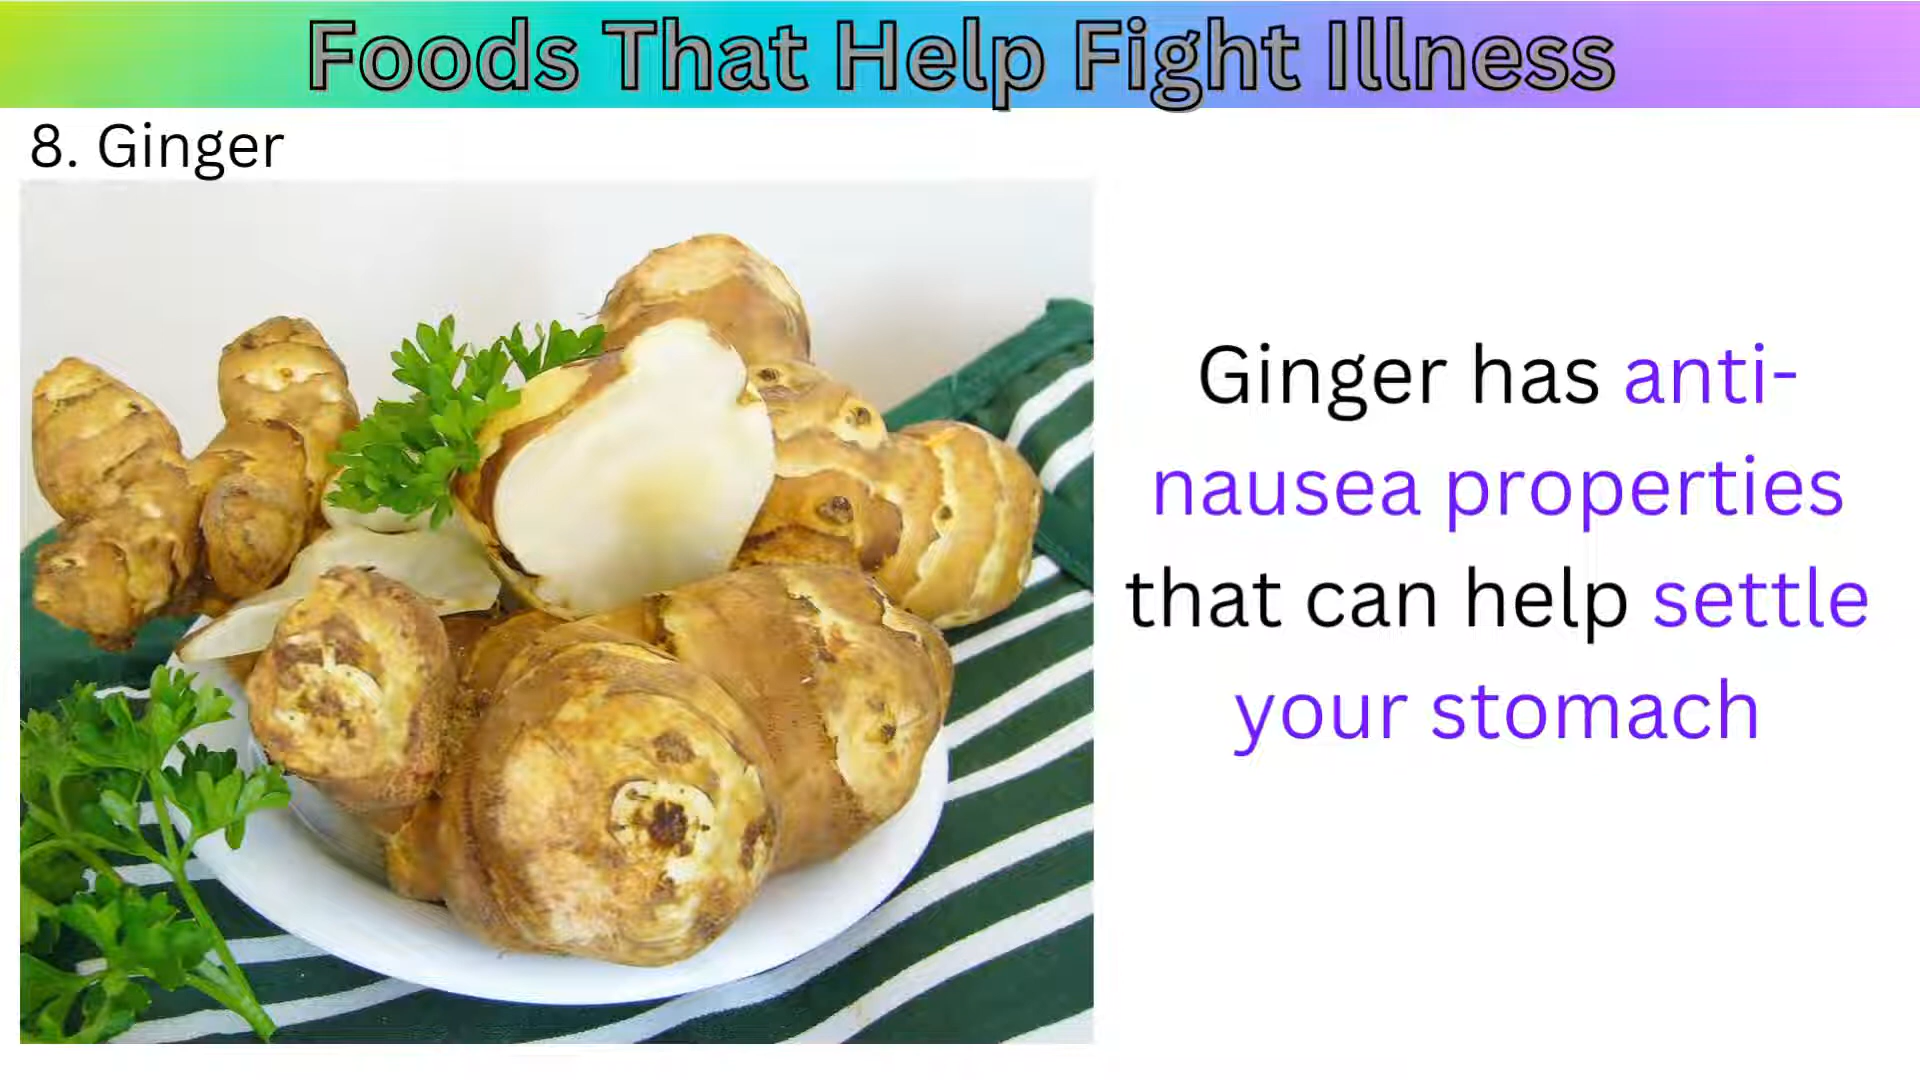 Foods That Help Fight Illness
8. Ginger
Ginger has anti-
nausea properties
that can help settle
your stomach